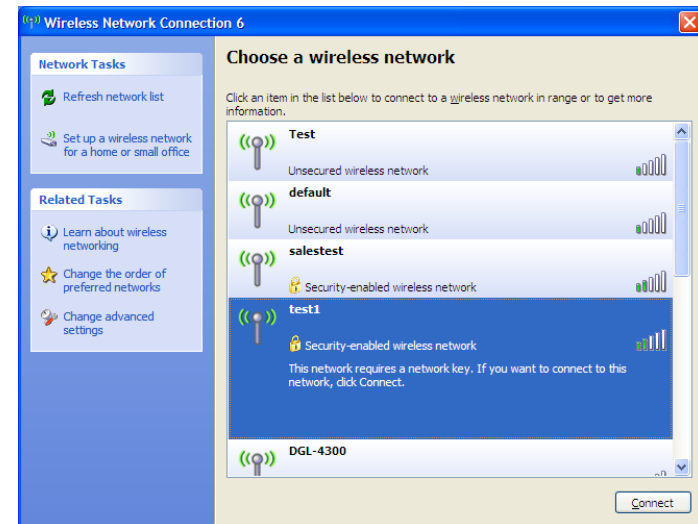 Wireless Network Connection 6
Network Tasks
Refresh network list
Set up a wireless network
for a home or small office
Related Tasks
Learn about wireless
networking
Change the order of
preferred networks
Change advanced
settings
Choose a wireless network
Click an item in the list below to connect to a wireless network in range or to get more
information.
Test
Unsecured wireless network
default
Unsecured wireless network
salestest
Security-enabled wireless network
test1
Security-enabled wireless network
This network requires a network key. If you want to connect to this
network, click Connect.
DGL-4300
Connect